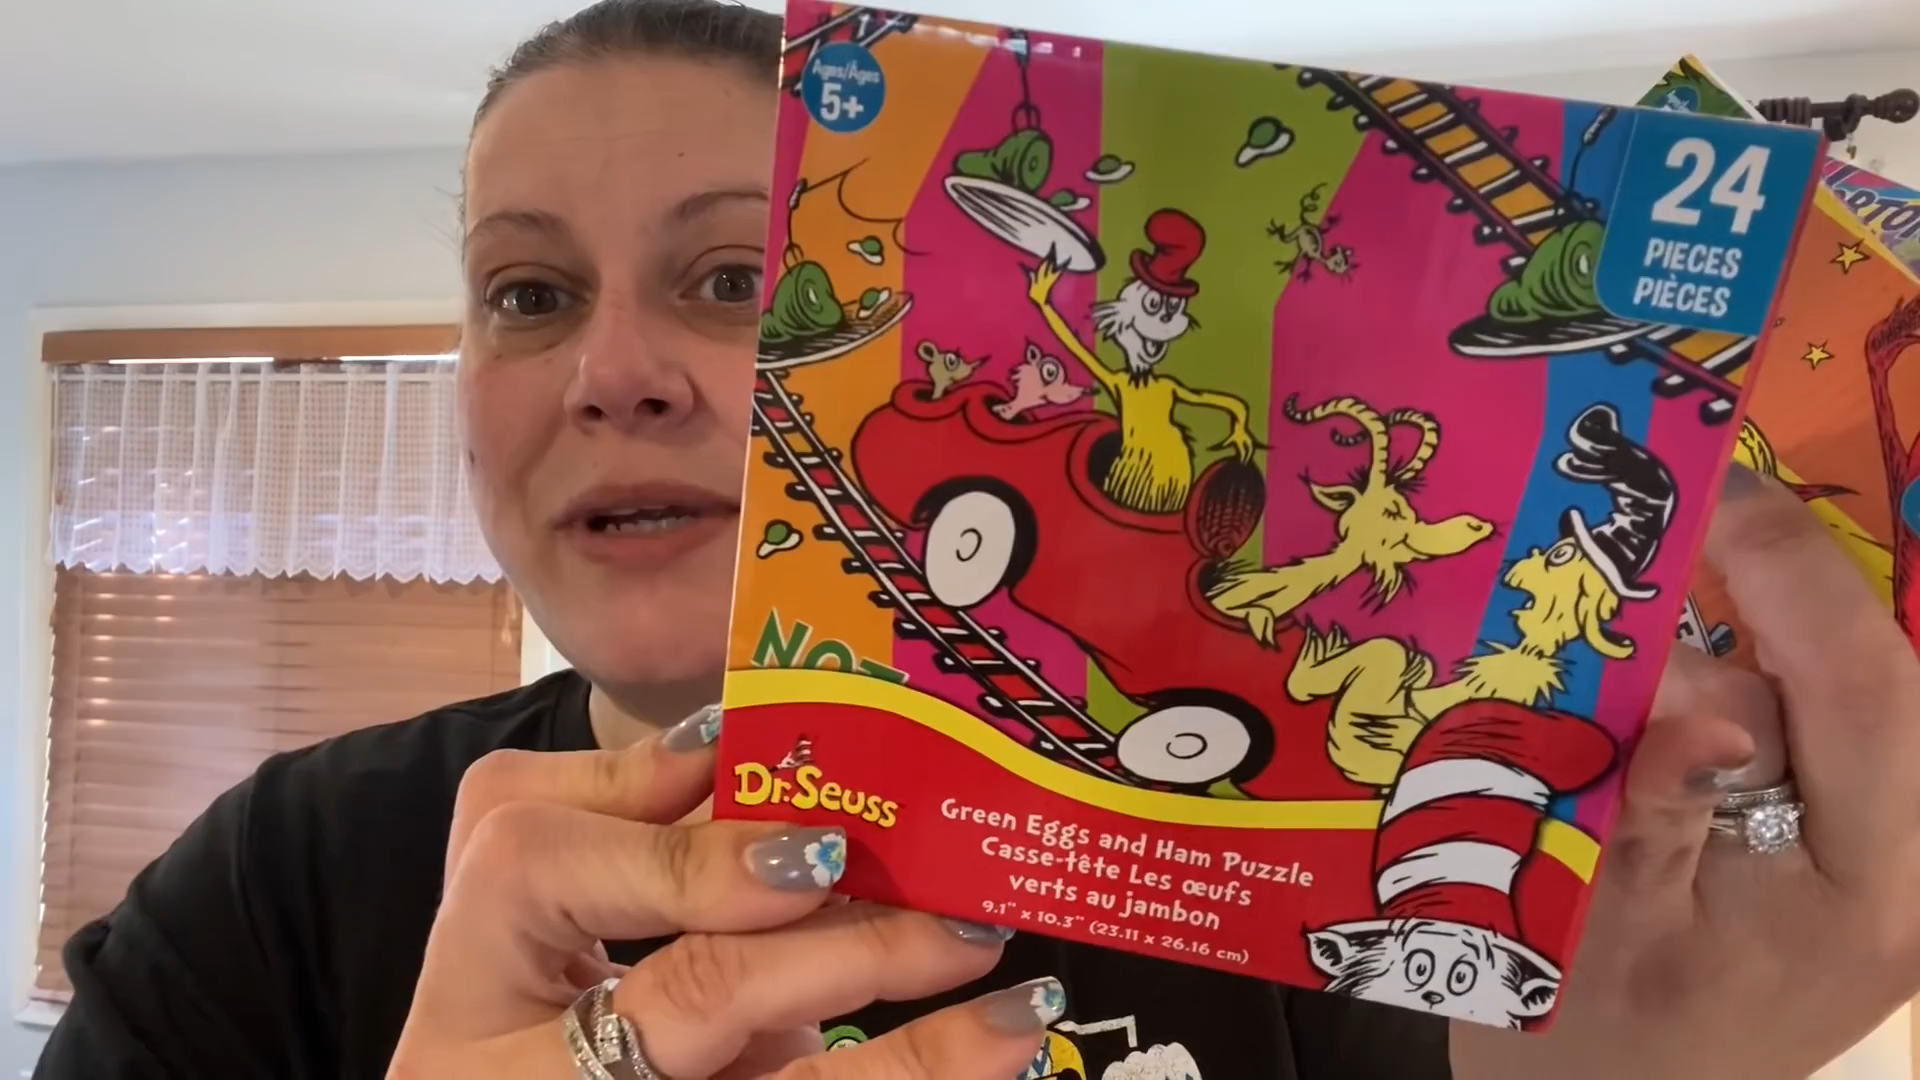 Ages/Âges
5+
24
PIECES
PIÈCES
NOT
Dr. Seuss
Green Eggs and Ham Puzzle
Casse-tête Les œufs
verts au jambon
9.1" x 10.3" (23.11 x 26.16 cm)